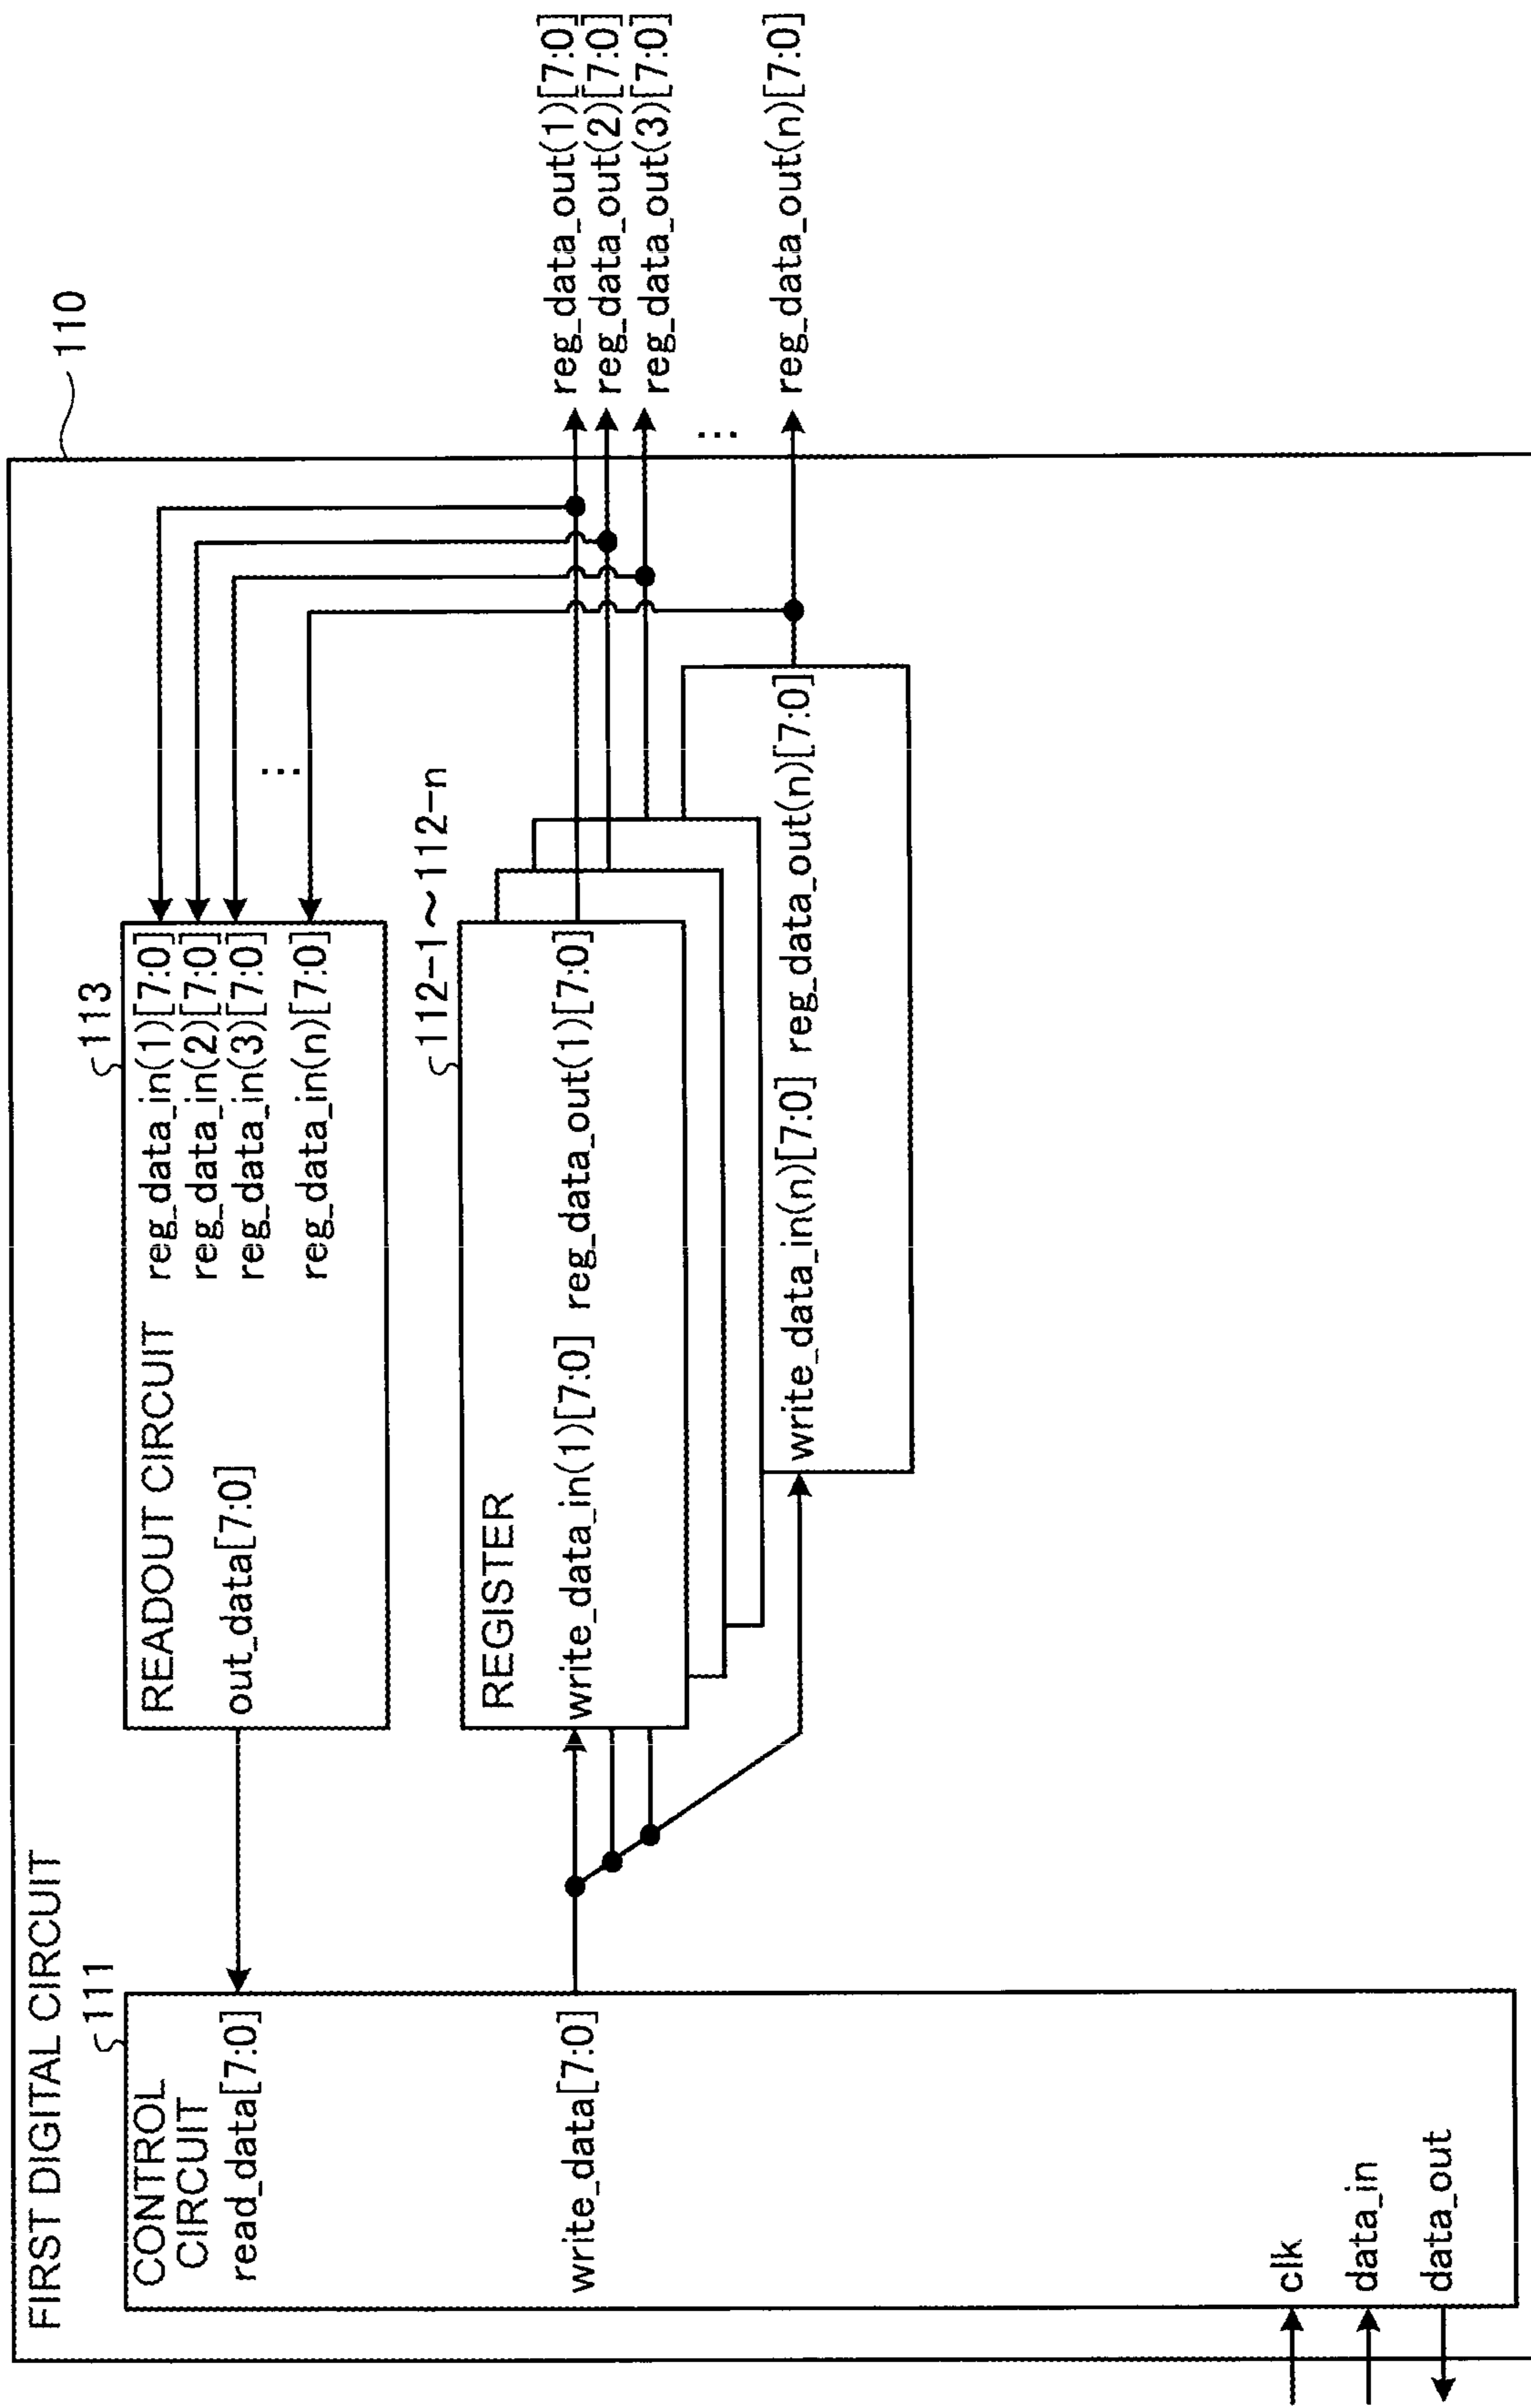 FIRST DIGITAL CIRCUIT
110
111
CONTROL
CIRCUIT
read_data[7:0]
write_data[7:0]
clk
data_in
data_out
113
READOUT CIRCUIT
out_data[7:0]
reg_data_in(1)[7:0]
reg_data_in(2)[7:0]
reg_data_in(3)[7:0]
...
reg_data_in(n)[7:0]
112-1～112-n
REGISTER
write_data_in(1)[7:0] reg_data_out(1)[7:0]
write_data_in(n)[7:0] reg_data_out(n)[7:0]
reg_data_out(1)[7:0]
reg_data_out(2)[7:0]
reg_data_out(3)[7:0]
...
reg_data_out(n)[7:0]